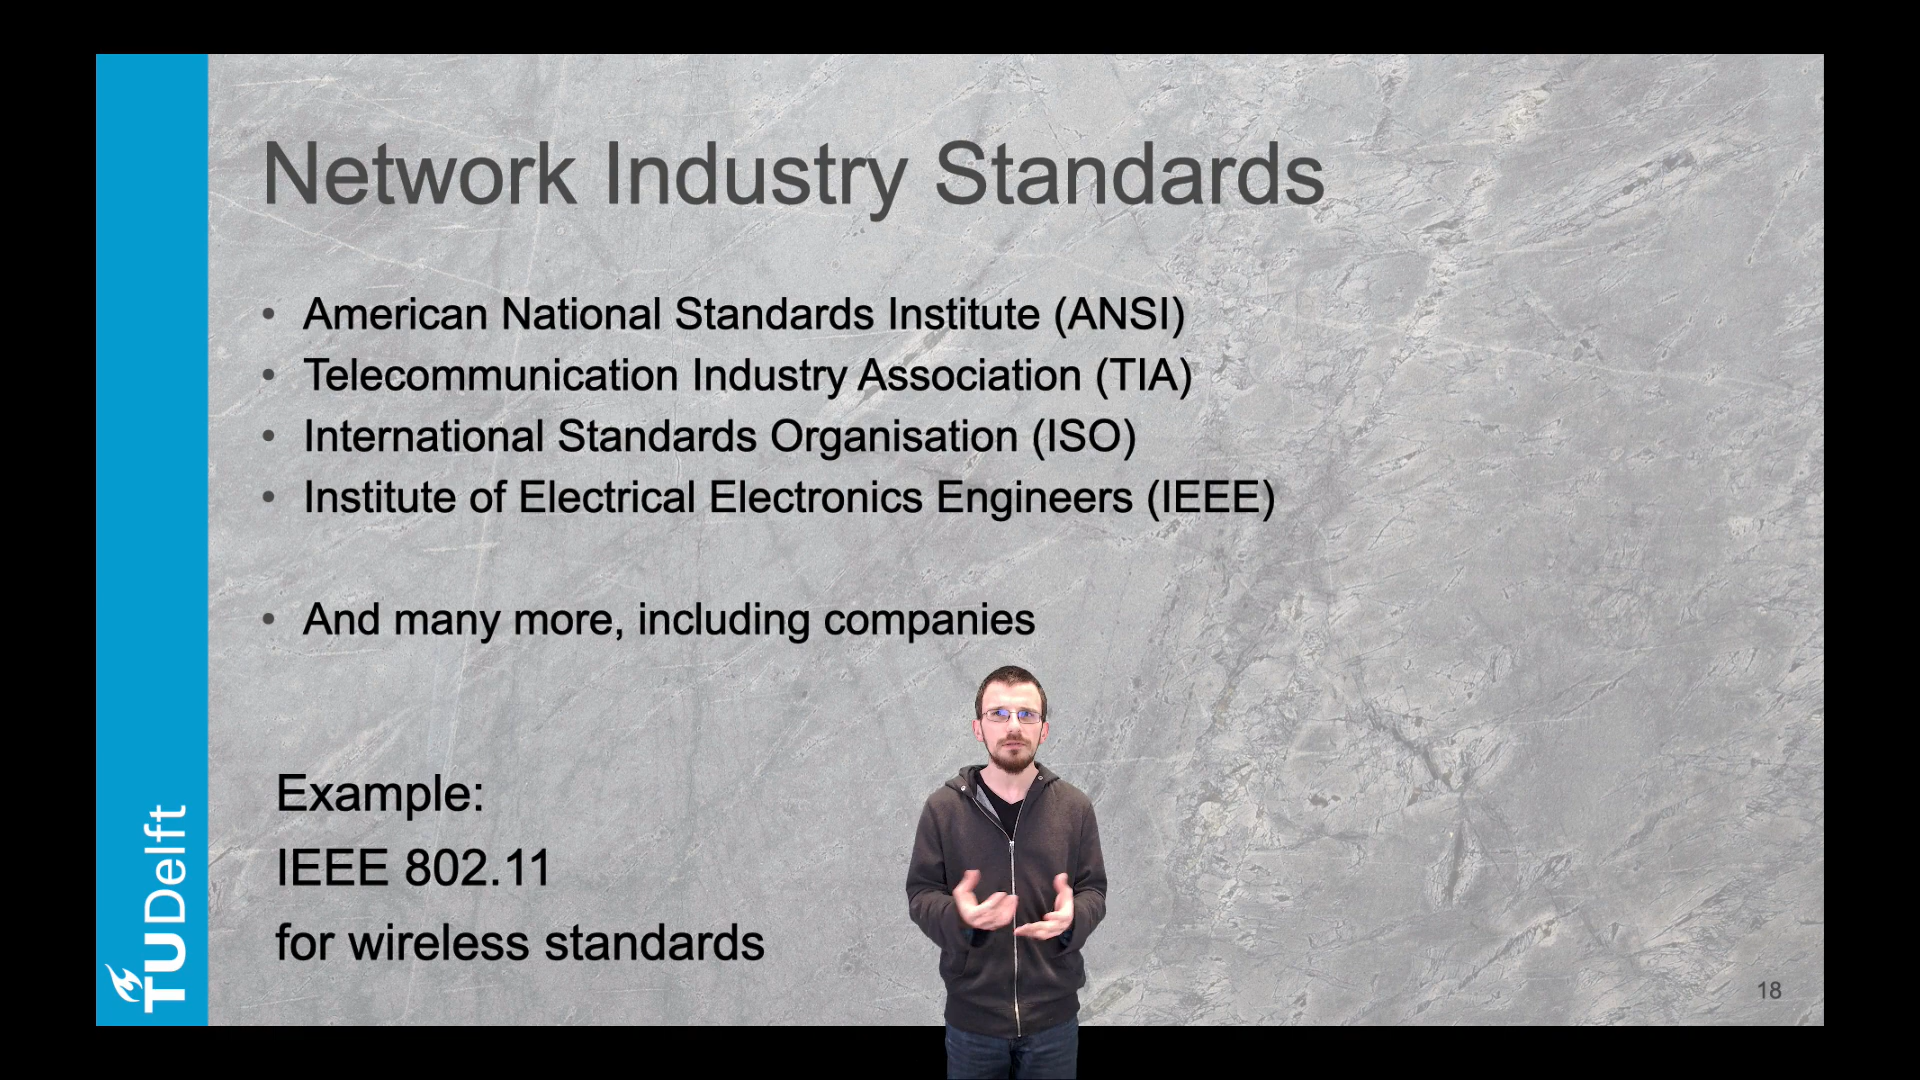 Network Industry Standards
• American National Standards Institute (ANSI)
• Telecommunication Industry Association (TIA)
• International Standards Organisation (ISO)
• Institute of Electrical Electronics Engineers (IEEE)
• And many more, including companies
Example:
IEEE 802.11
for wireless standards
TUDelft
18